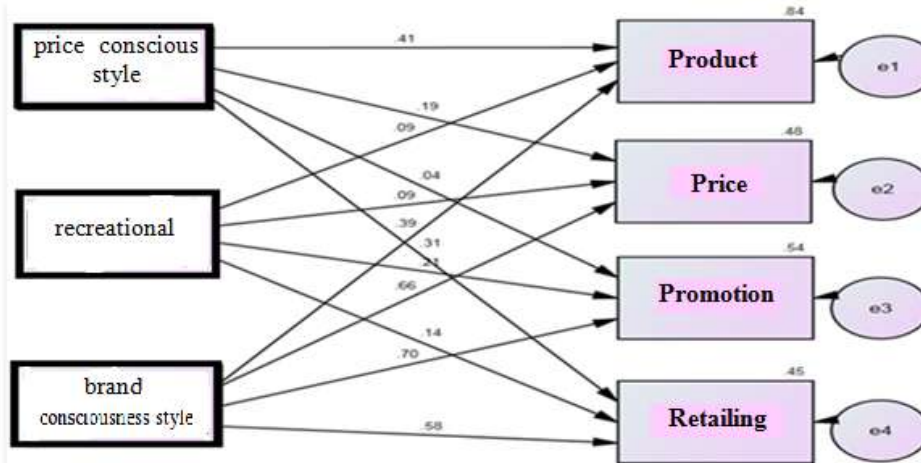 .84
price conscious
style
.41
Product
e1
.19
.09
.48
Price
e2
.04
.09
recreational
.39
.31
.21
.54
Promotion
e3
.66
.14
.70
brand
consciousness style
.45
Retailing
e4
.58